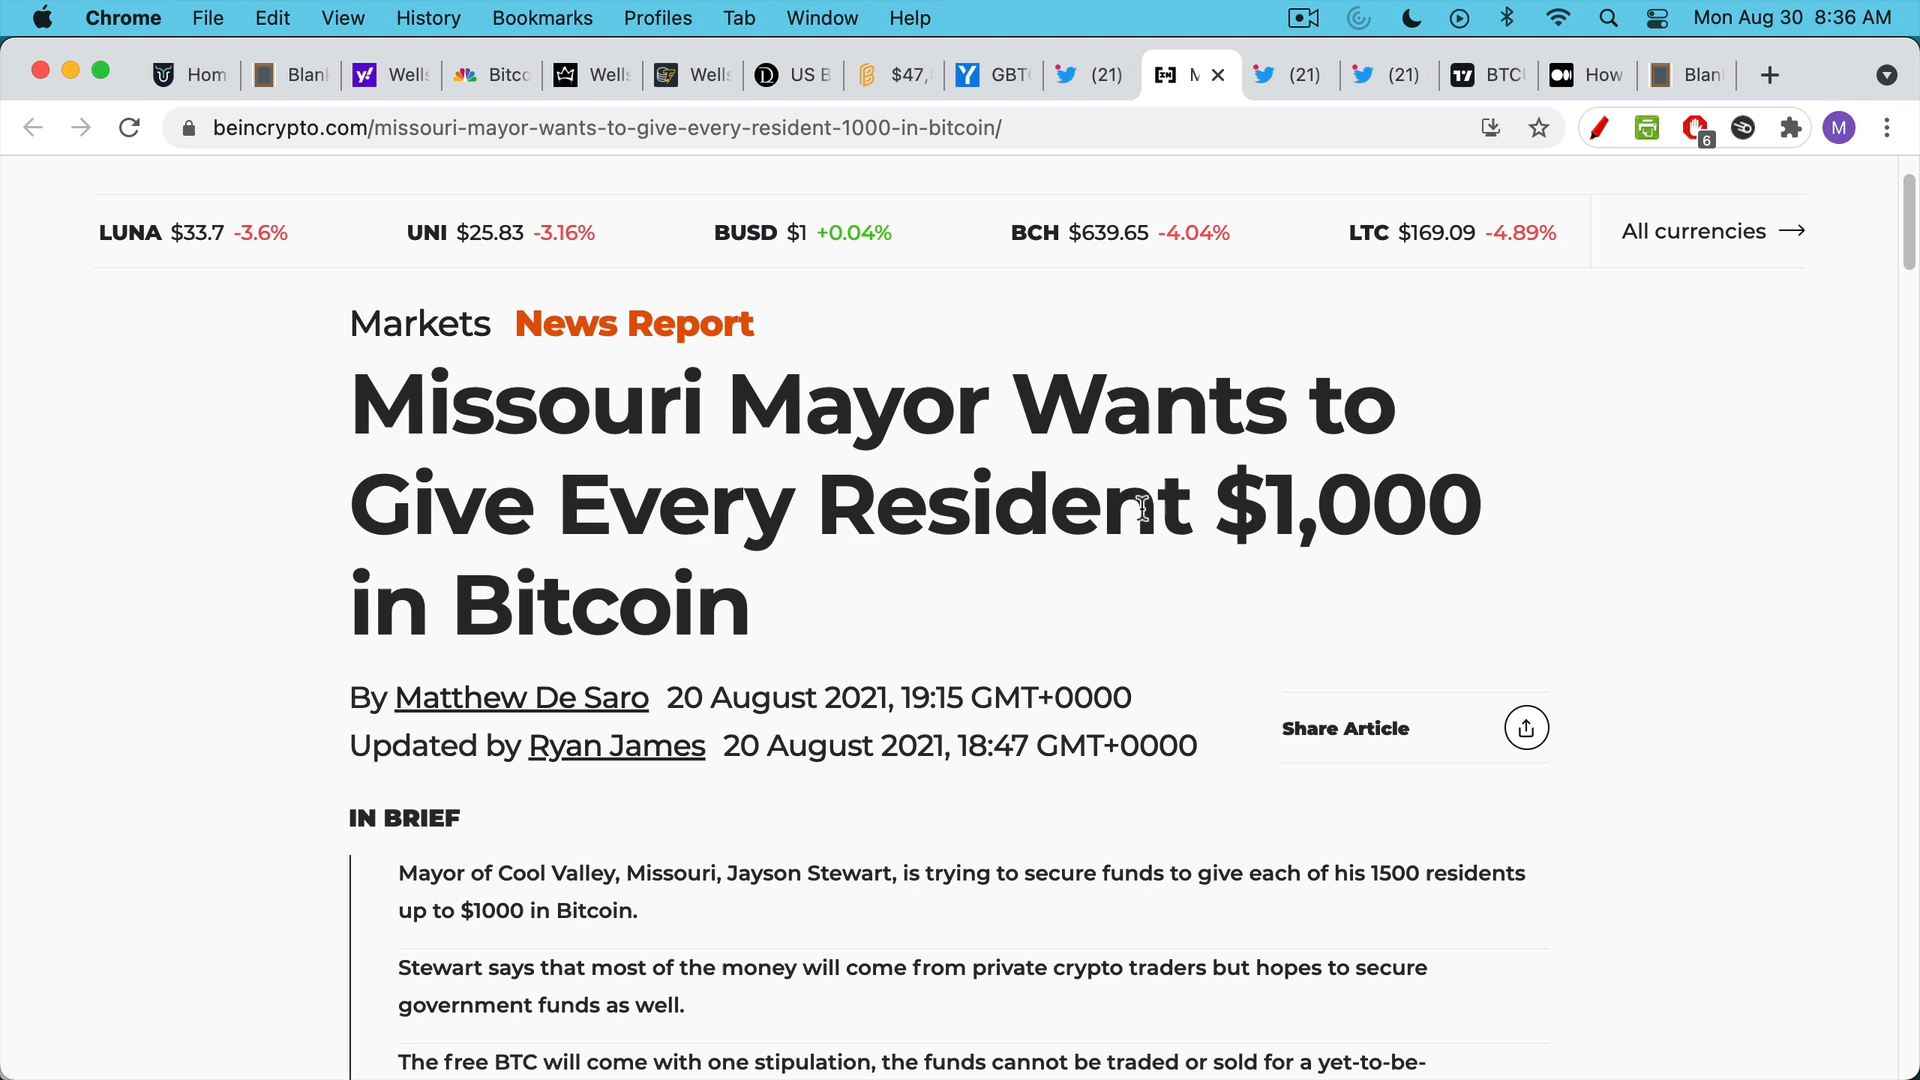 Chrome File Edit View History Bookmarks Profiles Tab Window Help Mon Aug 30 8:36 AM
Hom Blan Wells Bitco Wells Wells US B $47, GBTC (21) M (21) (21) BTCU How Blan
beincrypto.com/missouri-mayor-wants-to-give-every-resident-1000-in-bitcoin/ 6 M
LUNA $33.7 -3.6% UNI $25.83 -3.16% BUSD $1 +0.04% BCH $639.65 -4.04% LTC $169.09 -4.89% All currencies
Markets News Report
Missouri Mayor Wants to
Give Every Resident $1,000
in Bitcoin
By Matthew De Saro 20 August 2021, 19:15 GMT+0000
Updated by Ryan James 20 August 2021, 18:47 GMT+0000
Share Article
IN BRIEF
Mayor of Cool Valley, Missouri, Jayson Stewart, is trying to secure funds to give each of his 1500 residents
up to $1000 in Bitcoin.
Stewart says that most of the money will come from private crypto traders but hopes to secure
government funds as well.
The free BTC will come with one stipulation, the funds cannot be traded or sold for a yet-to-be-